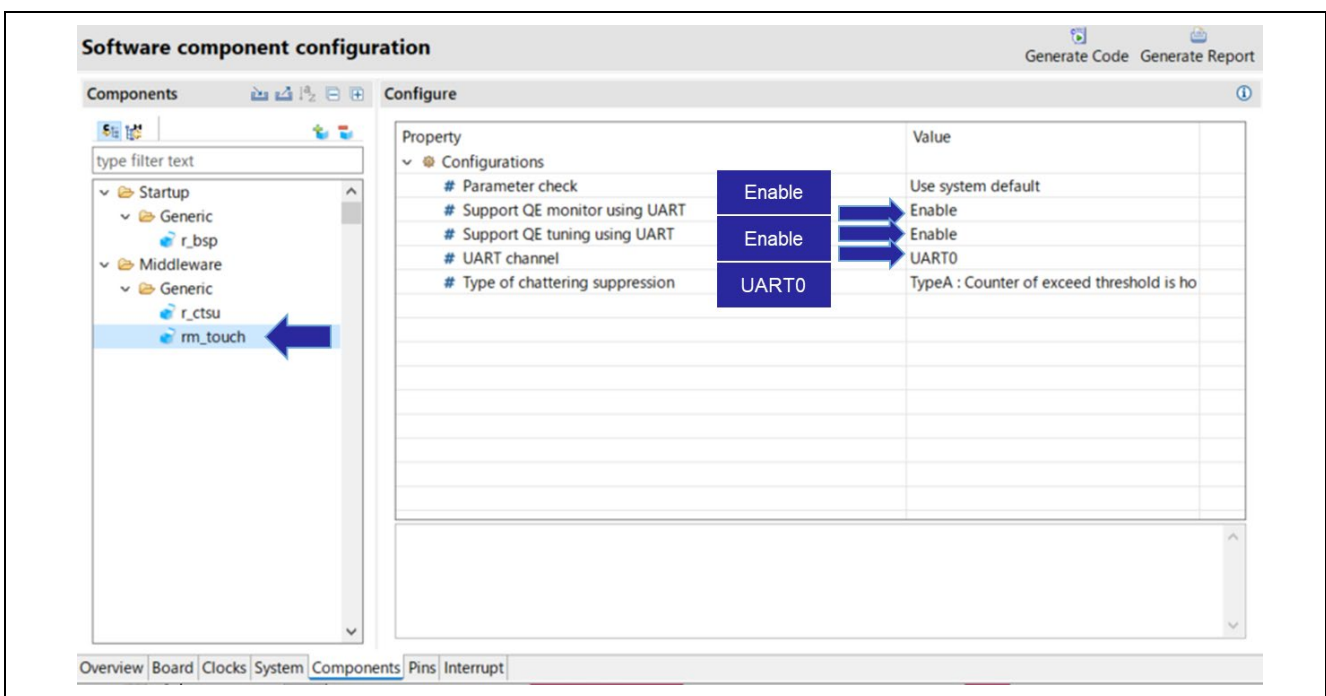 Software component configuration
Generate Code Generate Report
Components
Configure
type filter text
Startup
Generic
r_bsp
Middleware
Generic
r_ctsu
rm_touch
Property Value
Configurations
# Parameter check Use system default
# Support QE monitor using UART Enable
# Support QE tuning using UART Enable
# UART channel UART0
# Type of chattering suppression TypeA : Counter of exceed threshold is ho
Enable
Enable
UART0
Overview Board Clocks System Components Pins Interrupt